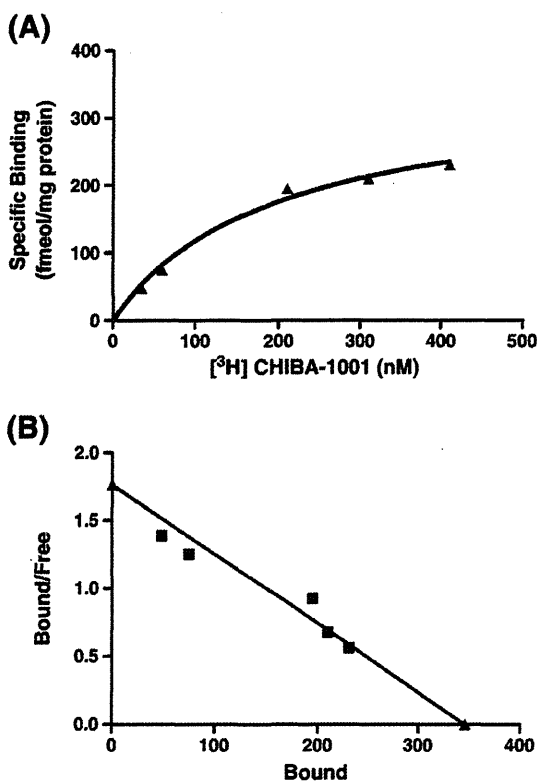 (A)
400
300
200
100
0
Specific Binding
(fmeol/mg protein)
0 100 200 300 400 500
[³H] CHIBA-1001 (nM)
(B)
2.0
1.5
1.0
0.5
0.0
Bound/Free
0 100 200 300 400
Bound